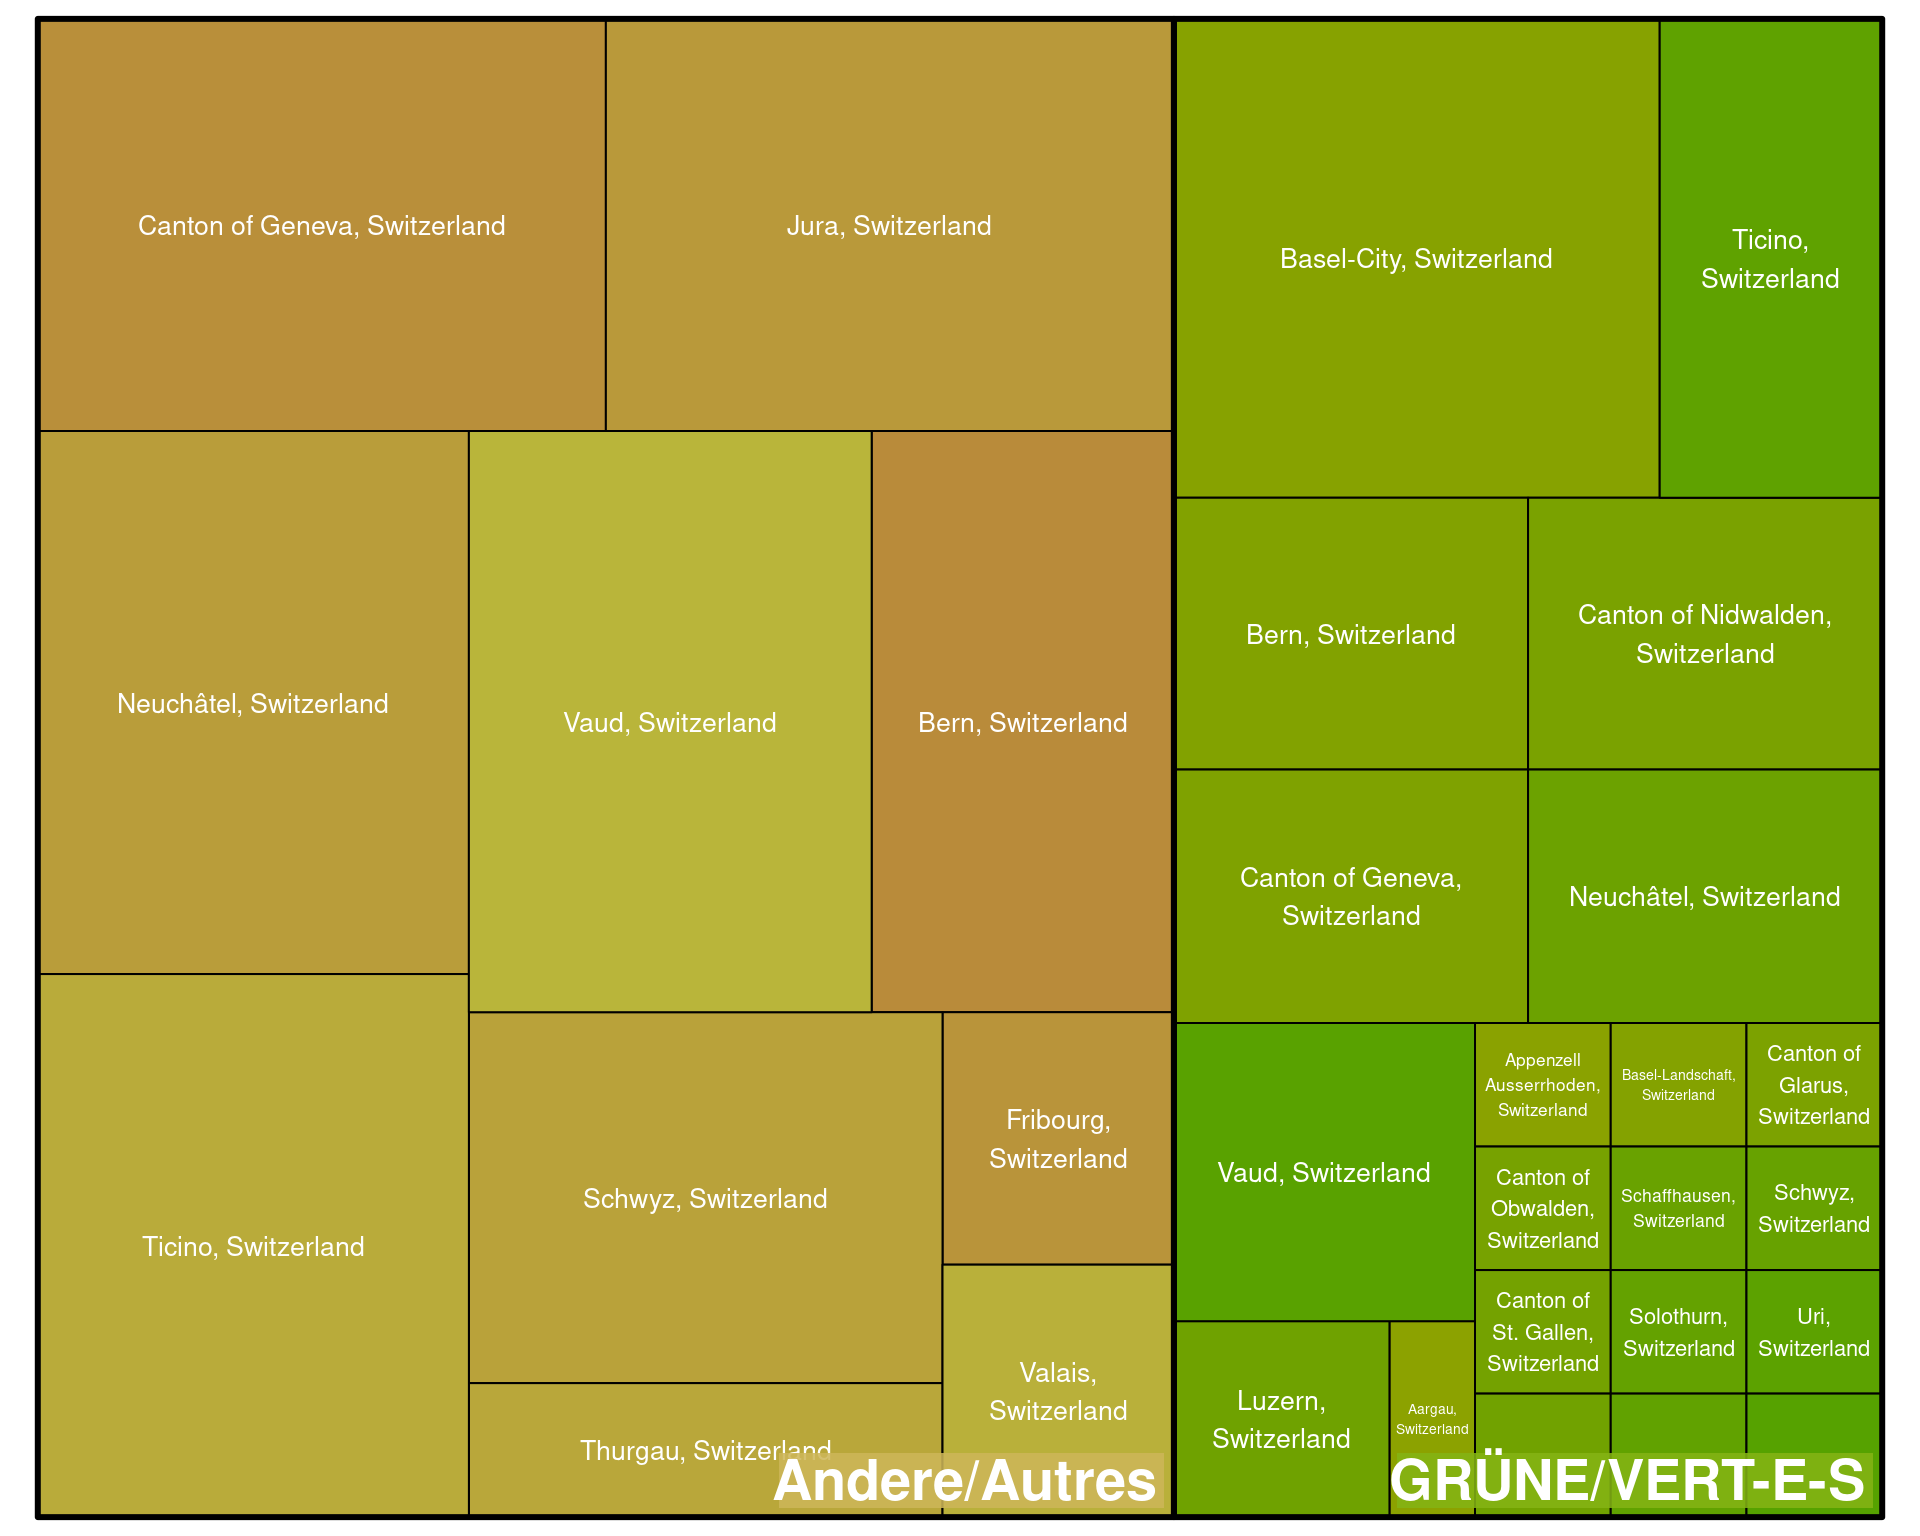 Canton of Geneva, Switzerland
Jura, Switzerland
Neuchâtel, Switzerland
Vaud, Switzerland
Bern, Switzerland
Ticino, Switzerland
Schwyz, Switzerland
Fribourg,
Switzerland
Valais,
Switzerland
Thurgau, Switzerland
Andere/Autres
Basel-City, Switzerland
Ticino,
Switzerland
Bern, Switzerland
Canton of Nidwalden,
Switzerland
Canton of Geneva,
Switzerland
Neuchâtel, Switzerland
Vaud, Switzerland
Appenzell
Ausserrhoden,
Switzerland
Basel-Landschaft,
Switzerland
Canton of
Glarus,
Switzerland
Canton of
Obwalden,
Switzerland
Schaffhausen,
Switzerland
Schwyz,
Switzerland
Canton of
St. Gallen,
Switzerland
Solothurn,
Switzerland
Uri,
Switzerland
Luzern,
Switzerland
Aargau,
Switzerland
GRÜNE/VERT-E-S